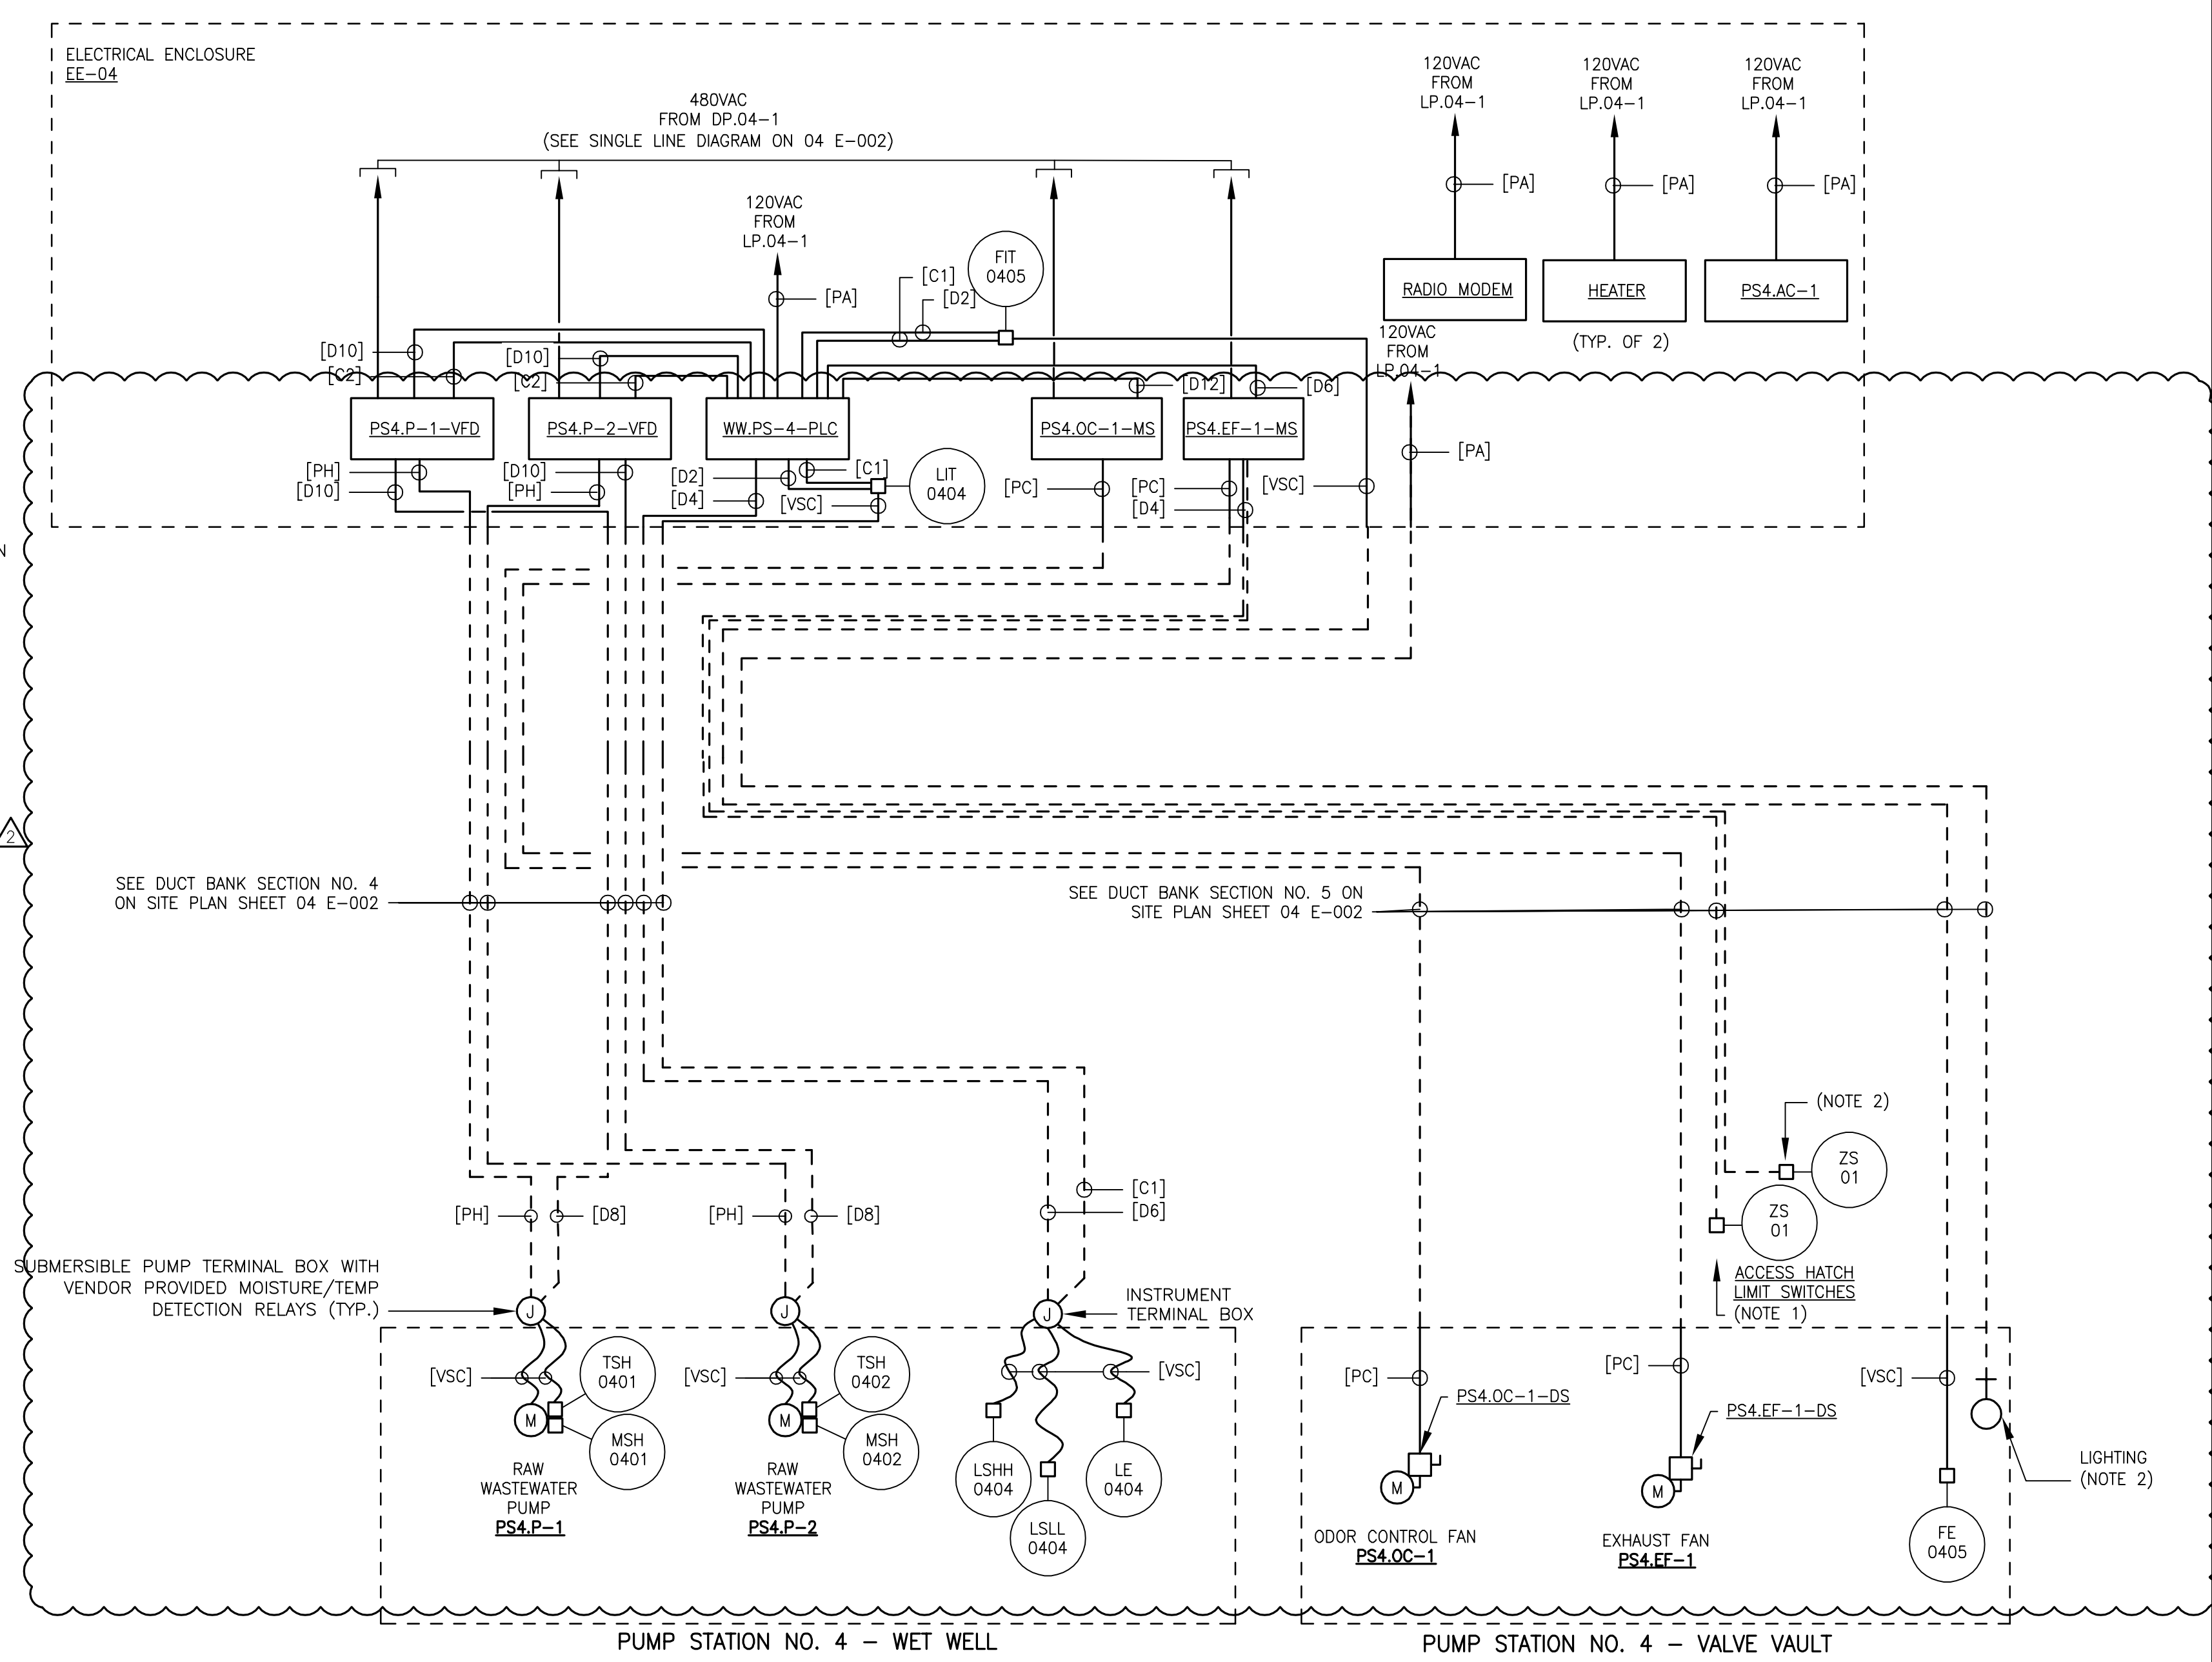 ELECTRICAL ENCLOSURE
EE-04
480VAC
FROM DP.04-1
(SEE SINGLE LINE DIAGRAM ON 04 E-002)
120VAC
FROM
LP.04-1
120VAC
FROM
LP.04-1
120VAC
FROM
LP.04-1
[PA]
[PA]
[PA]
120VAC
FROM
LP.04-1
[PA]
[C1]
[D2]
FIT
0405
RADIO MODEM
HEATER
PS4.AC-1
(TYP. OF 2)
120VAC
FROM
LP.04-1
[D10]
[C2]
[D10]
[C2]
[D12]
[D6]
PS4.P-1-VFD
PS4.P-2-VFD
WW.PS-4-PLC
PS4.OC-1-MS
PS4.EF-1-MS
[PA]
[PH]
[D10]
[D10]
[PH]
[D2]
[D4]
[C1]
[VSC]
LIT
0404
[PC]
[PC]
[D4]
[VSC]
N
2
SEE DUCT BANK SECTION NO. 4
ON SITE PLAN SHEET 04 E-002
SEE DUCT BANK SECTION NO. 5 ON
SITE PLAN SHEET 04 E-002
(NOTE 2)
ZS
01
ZS
01
ACCESS HATCH
LIMIT SWITCHES
(NOTE 1)
[PH]
[D8]
[PH]
[D8]
[C1]
[D6]
SUBMERSIBLE PUMP TERMINAL BOX WITH
VENDOR PROVIDED MOISTURE/TEMP
DETECTION RELAYS (TYP.)
J
J
J
INSTRUMENT
TERMINAL BOX
[VSC]
TSH
0401
MSH
0401
M
[VSC]
TSH
0402
MSH
0402
M
[VSC]
LSHH
0404
LSLL
0404
LE
0404
RAW
WASTEWATER
PUMP
PS4.P-1
RAW
WASTEWATER
PUMP
PS4.P-2
[PC]
PS4.OC-1-DS
M
ODOR CONTROL FAN
PS4.OC-1
[PC]
PS4.EF-1-DS
M
EXHAUST FAN
PS4.EF-1
[VSC]
FE
0405
LIGHTING
(NOTE 2)
PUMP STATION NO. 4 - WET WELL
PUMP STATION NO. 4 - VALVE VAULT